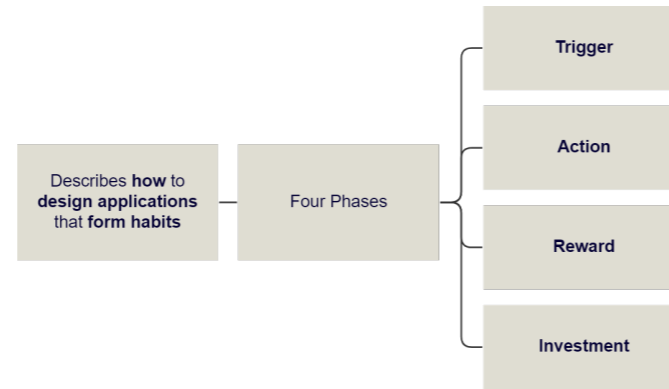 Describes how to
design applications
that form habits
Four Phases
Trigger
Action
Reward
Investment